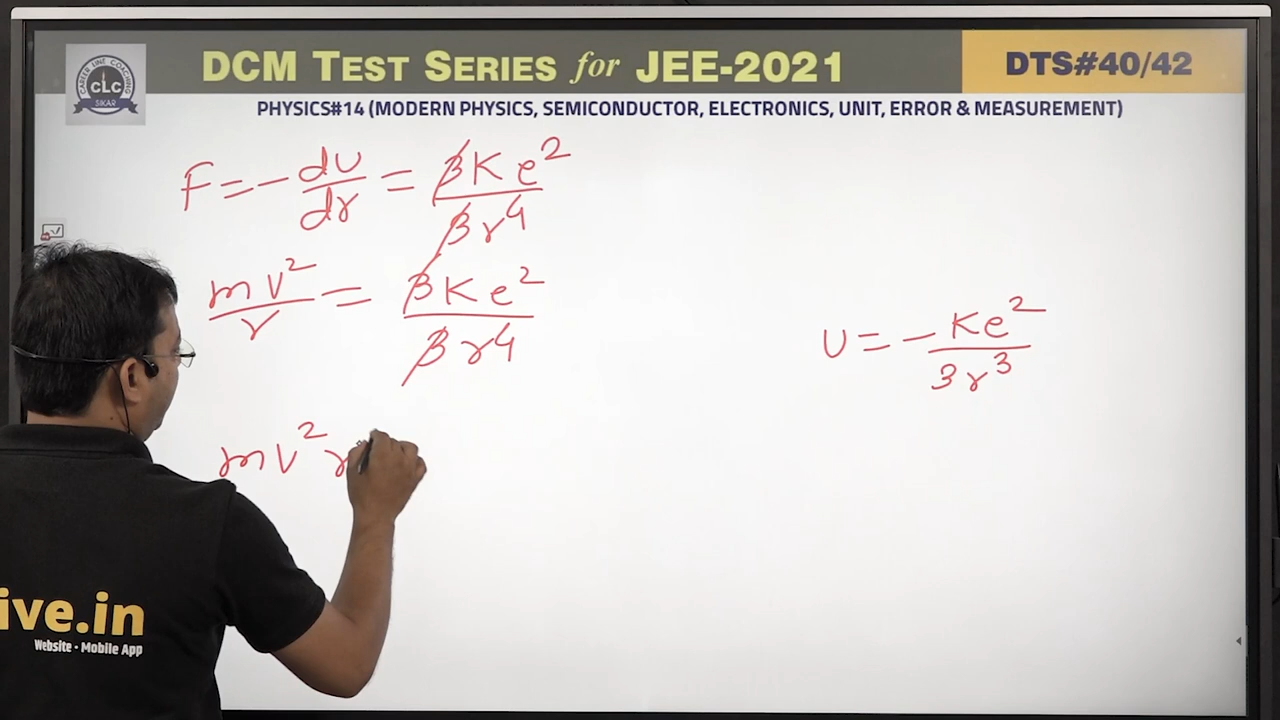 DCM TEST SERIES for JEE-2021
DTS#40/42
CAREER LINE COACHING
CLC
SIKAR
PHYSICS#14 (MODERN PHYSICS, SEMICONDUCTOR, ELECTRONICS, UNIT, ERROR & MEASUREMENT)
F = - dU/dr = 3Ke²/3r⁴
mv²/r = 3Ke²/3r⁴
U = - Ke²/3r³
mv² r
ive.in
Website • Mobile App